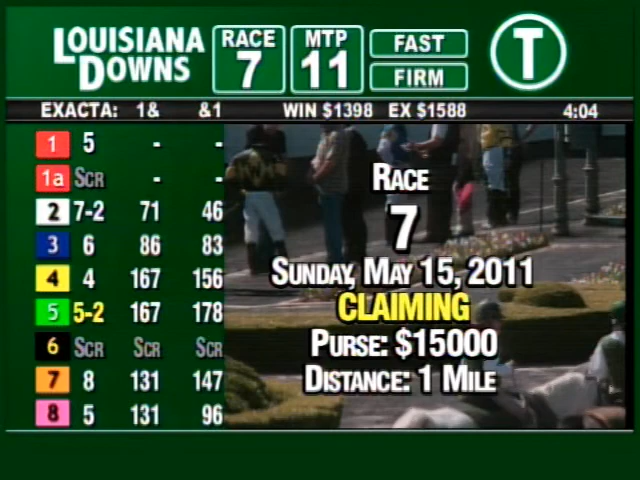 LOUISIANA DOWNS
RACE 7
MTP 11
FAST
FIRM
T
EXACTA: 1& &1 WIN $1398 EX $1588 4:04
1 5 - -
1a SCR - -
2 7-2 71 46
3 6 86 83
4 4 167 156
5 5-2 167 178
6 SCR SCR SCR
7 8 131 147
8 5 131 96
RACE
7
SUNDAY, MAY 15, 2011
CLAIMING
PURSE: $15000
DISTANCE: 1 MILE